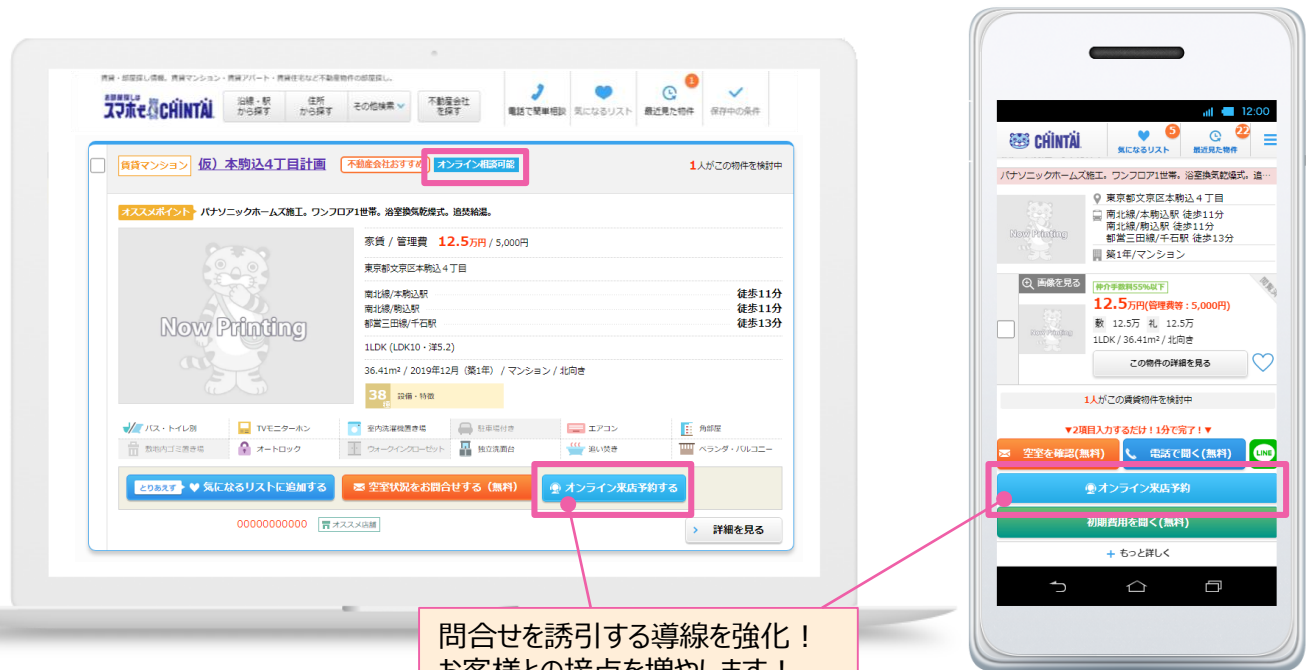 賃貸・部屋探し情報。賃貸マンション・賃貸アパート・賃貸住宅など不動産物件の部屋探し。
お部屋探しは
スマホで CHINTAI
沿線・駅から探す
住所から探す
その他検索
不動産会社を探す
電話で簡単相談
気になるリスト
1
最近見た物件
保存中の条件
賃貸マンション 仮）本駒込4丁目計画 不動産会社おすすめ オンライン相談可能 1人がこの物件を検討中
オススメポイント パナソニックホームズ施工。ワンフロア1世帯。浴室換気乾燥式。追焚給湯。
Now Printing
家賃 / 管理費 12.5万円 / 5,000円
東京都文京区本駒込４丁目
南北線/本駒込駅 徒歩11分
南北線/駒込駅 徒歩11分
都営三田線/千石駅 徒歩13分
1LDK (LDK10・洋5.2)
36.41m² / 2019年12月（築1年） / マンション / 北向き
38個 設備・特徴
バス・トイレ別 TVモニターホン 室内洗濯機置き場 駐車場付き エアコン 角部屋
敷地内ゴミ置き場 オートロック ウォークインクローゼット 独立洗面台 追い焚き ベランダ・バルコニー
とりあえず 気になるリストに追加する 空室状況をお問合せする（無料） オンライン来店予約する
00000000000 オススメ店舗 詳細を見る
12:00
CHINTAI
5
気になるリスト
22
最近見た物件
パナソニックホームズ施工。ワンフロア1世帯。浴室換気乾燥式。追…
Now Printing
東京都文京区本駒込４丁目
南北線/本駒込駅 徒歩11分
南北線/駒込駅 徒歩11分
都営三田線/千石駅 徒歩13分
築1年/マンション
画像を見る
仲介手数料55%以下
閲覧済
12.5万円(管理費等：5,000円)
Now Printing
敷 12.5万 礼 12.5万
1LDK / 36.41m² / 北向
この物件の詳細を見る
1人がこの賃貸物件を検討中
▼2項目入力するだけ！1分で完了！▼
空室を確認(無料) 電話で聞く(無料) LINE
オンライン来店予約
初期費用を聞く(無料)
+ もっと詳しく
問合せを誘引する導線を強化！
お客様との接点を増やします！